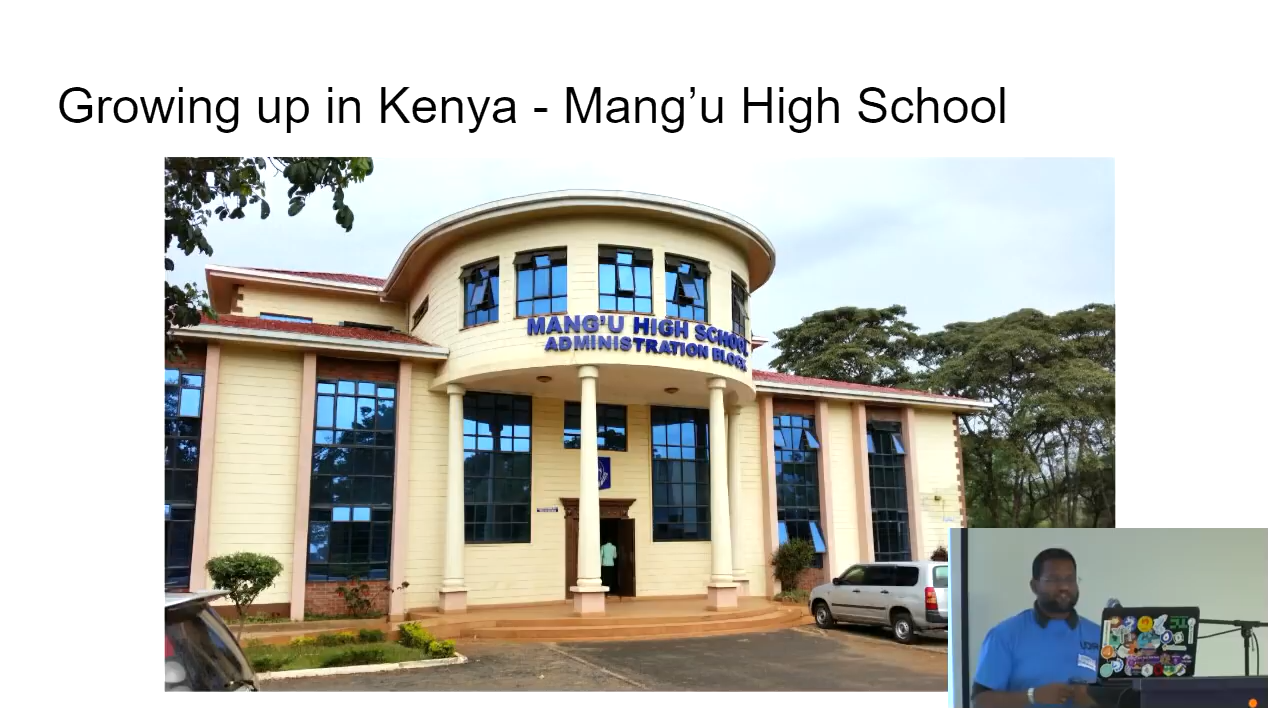 Growing up in Kenya - Mang’u High School
MANG'U HIGH SCHOOL
ADMINISTRATION BLOCK